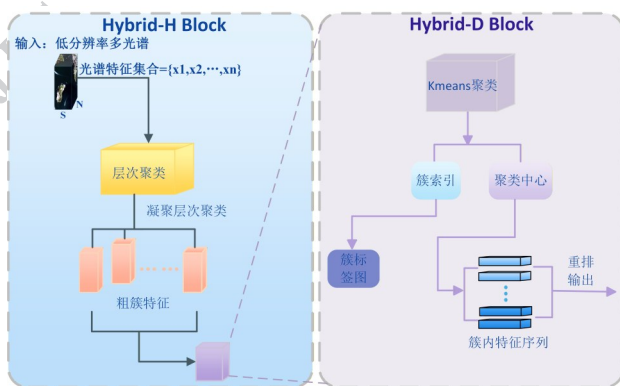 Hybrid-H Block
输入：低分辨率多光谱
光谱特征集合={x1,x2,⋯,xn}
N
S
层次聚类
凝聚层次聚类
粗簇特征
Hybrid-D Block
Kmeans聚类
簇索引
聚类中心
簇标
签图
重排
输出
簇内特征序列